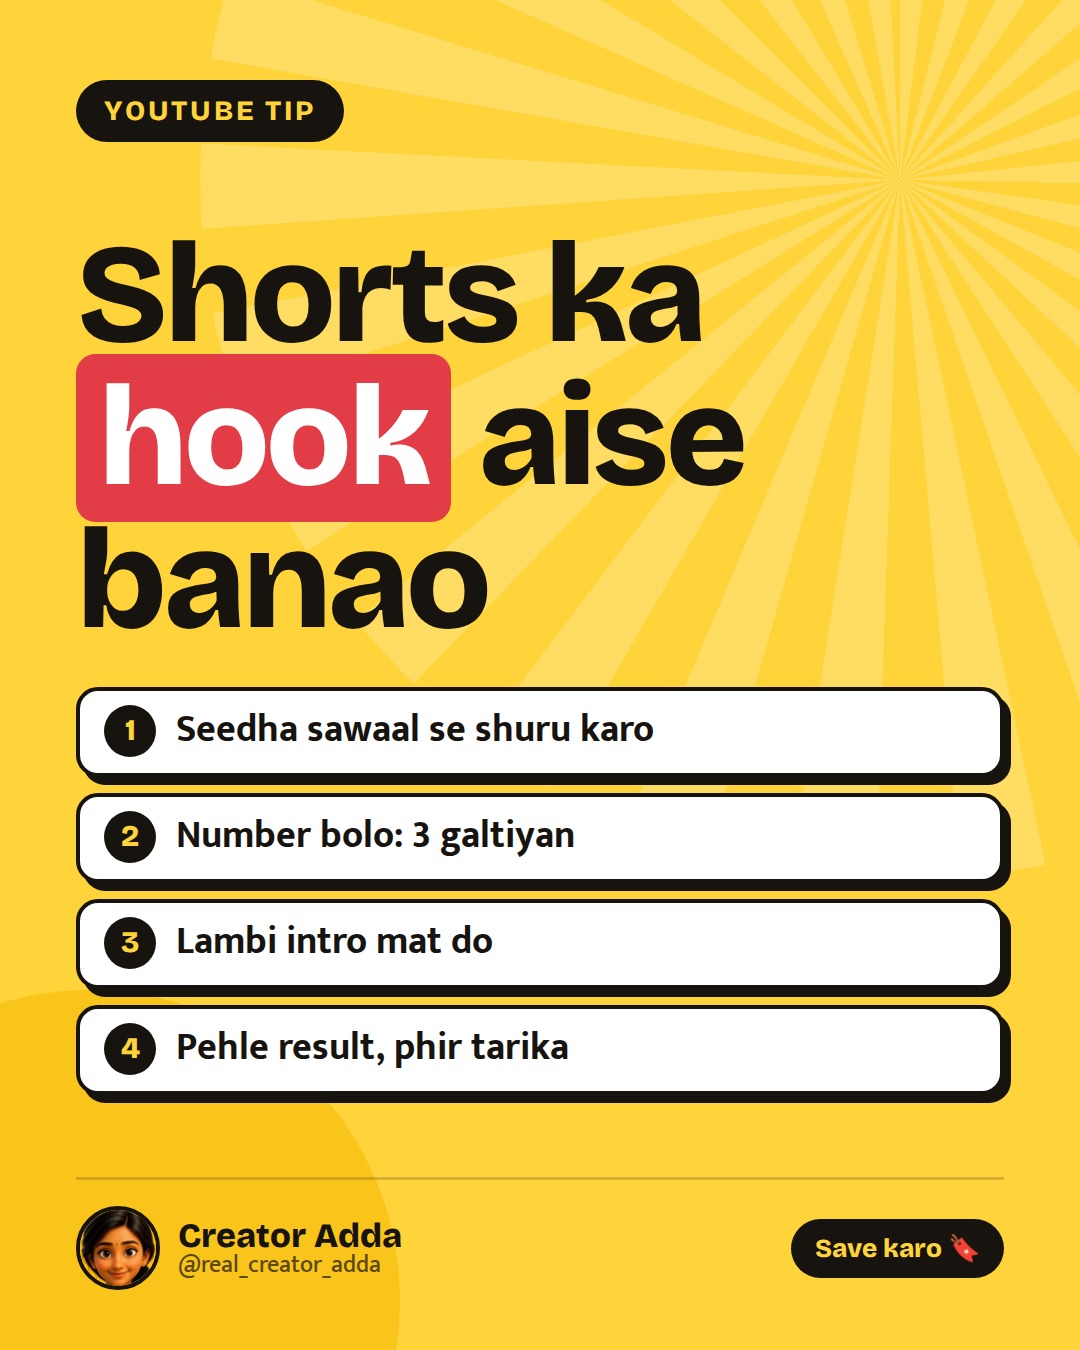 YOUTUBE TIP
Shorts ka
hook aise
banao
1 Seedha sawaal se shuru karo
2 Number bolo: 3 galtiyan
3 Lambi intro mat do
4 Pehle result, phir tarika
Creator Adda
@real_creator_adda
Save karo 🔖